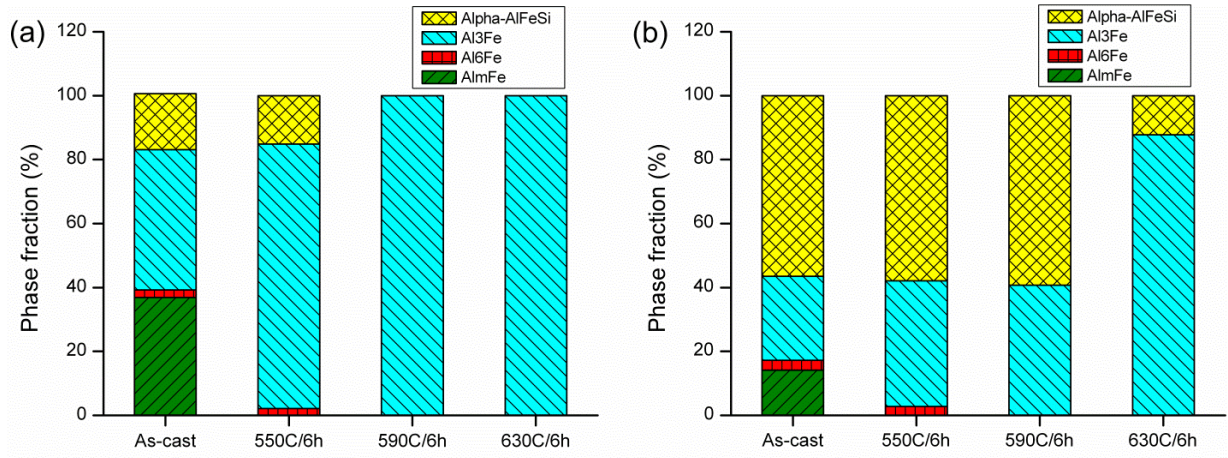 (a)
Alpha-AlFeSi
Al3Fe
Al6Fe
AlmFe
Phase fraction (%)
120
100
80
60
40
20
0
As-cast 550C/6h 590C/6h 630C/6h
(b)
Alpha-AlFeSi
Al3Fe
Al6Fe
AlmFe
Phase fraction (%)
120
100
80
60
40
20
0
As-cast 550C/6h 590C/6h 630C/6h